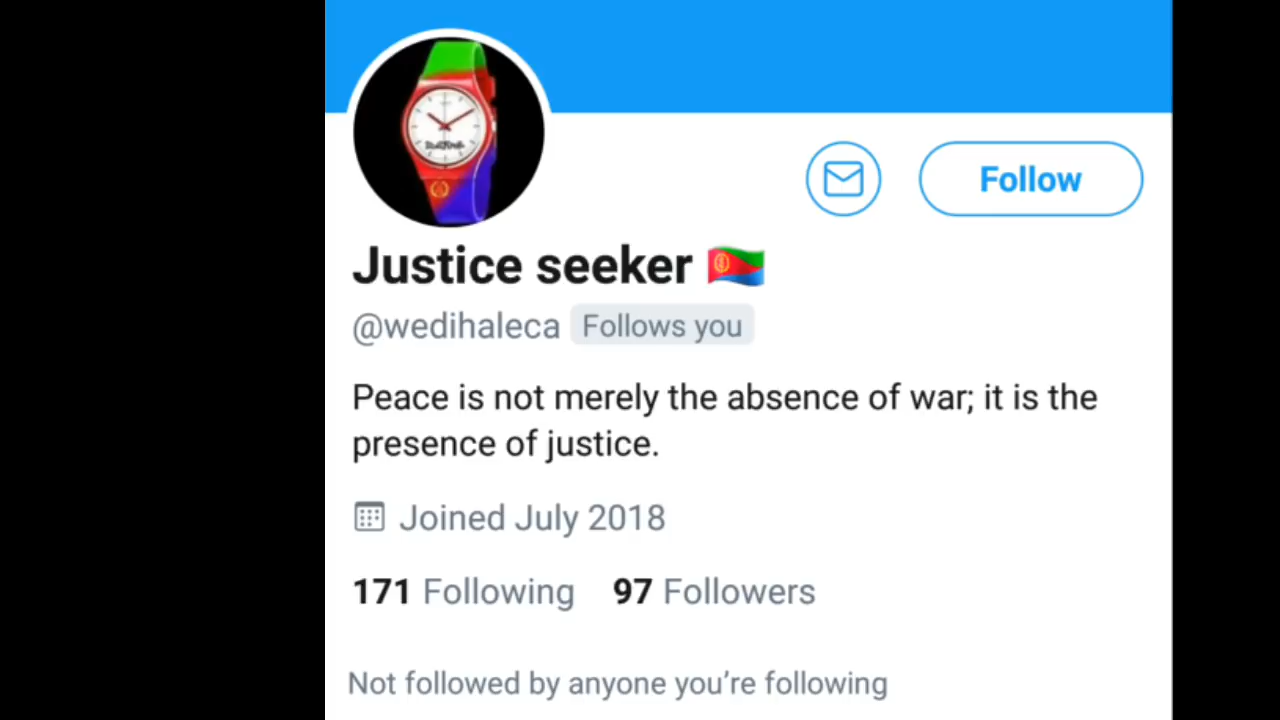 Follow
Justice seeker 🇪🇷
@wedihaleca Follows you
Peace is not merely the absence of war; it is the
presence of justice.
Joined July 2018
171 Following 97 Followers
Not followed by anyone you’re following